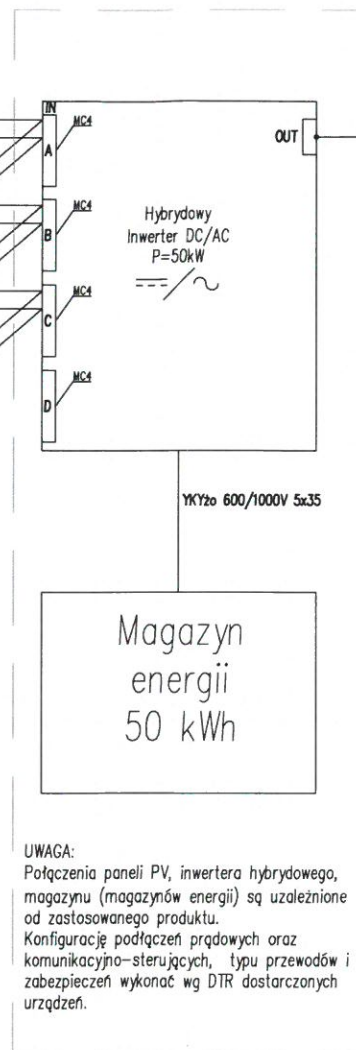 IN
MC4
OUT
A
MC4
Hybrydowy
B
Inwerter DC/AC
P=50kW
MC4
C
MC4
D
YKYżo 600/1000V 5x35
Magazyn
energii
50 kWh
UWAGA:
Połączenia paneli PV, inwertera hybrydowego,
magazynu (magazynów energii) są uzależnione
od zastosowanego produktu.
Konfigurację podłączeń prądowych oraz
komunikacyjno-sterujących, typu przewodów i
zabezpieczeń wykonać wg DTR dostarczonych
urządzeń.